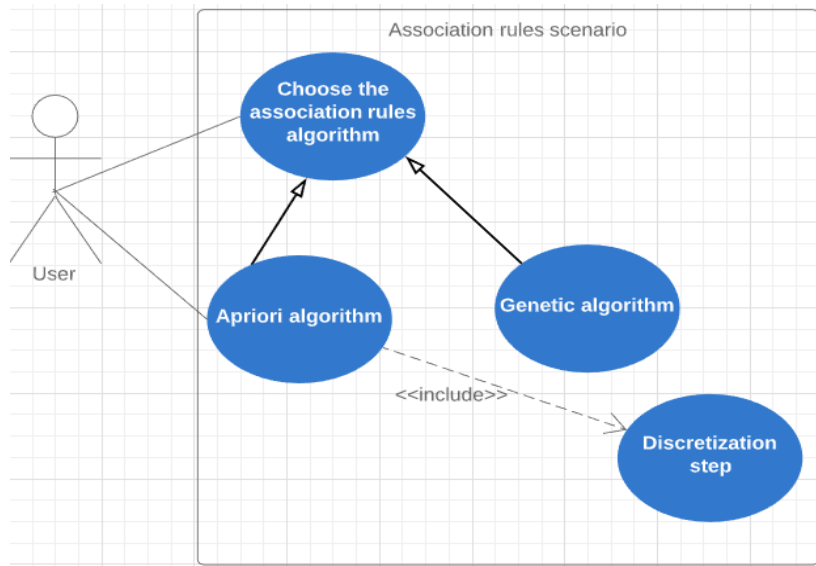 Association rules scenario
Choose the
association rules
algorithm
User
Apriori algorithm
Genetic algorithm
<<include>>
Discretization
step